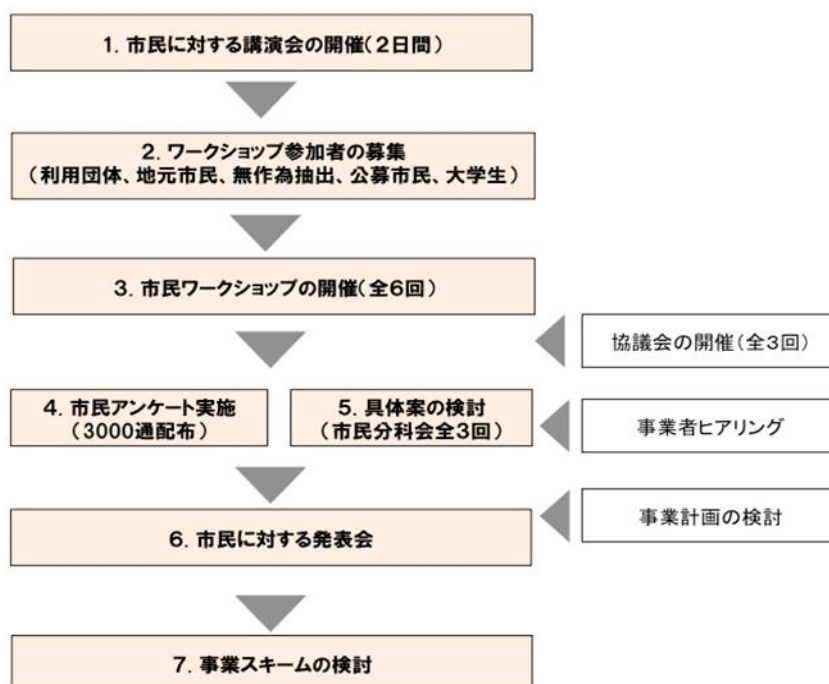 1. 市民に対する講演会の開催（２日間）
2. ワークショップ参加者の募集
（利用団体、地元市民、無作為抽出、公募市民、大学生）
3. 市民ワークショップの開催（全６回）
協議会の開催（全３回）
4. 市民アンケート実施
（3000通配布）
5. 具体案の検討
（市民分科会全３回）
事業者ヒアリング
事業計画の検討
6. 市民に対する発表会
7. 事業スキームの検討